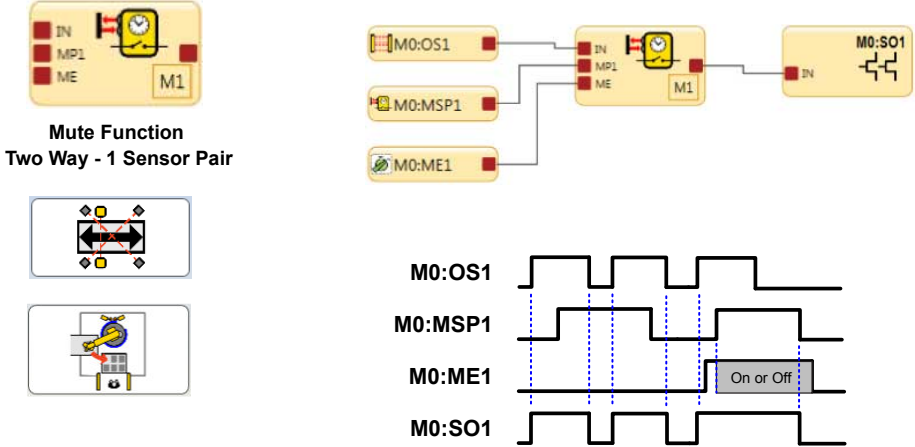 IN
MP1
ME
M1
Mute Function
Two Way - 1 Sensor Pair
M0:OS1
M0:MSP1
M0:ME1
IN
MP1
ME
M1
M0:SO1
IN
M0:OS1
M0:MSP1
M0:ME1
On or Off
M0:SO1